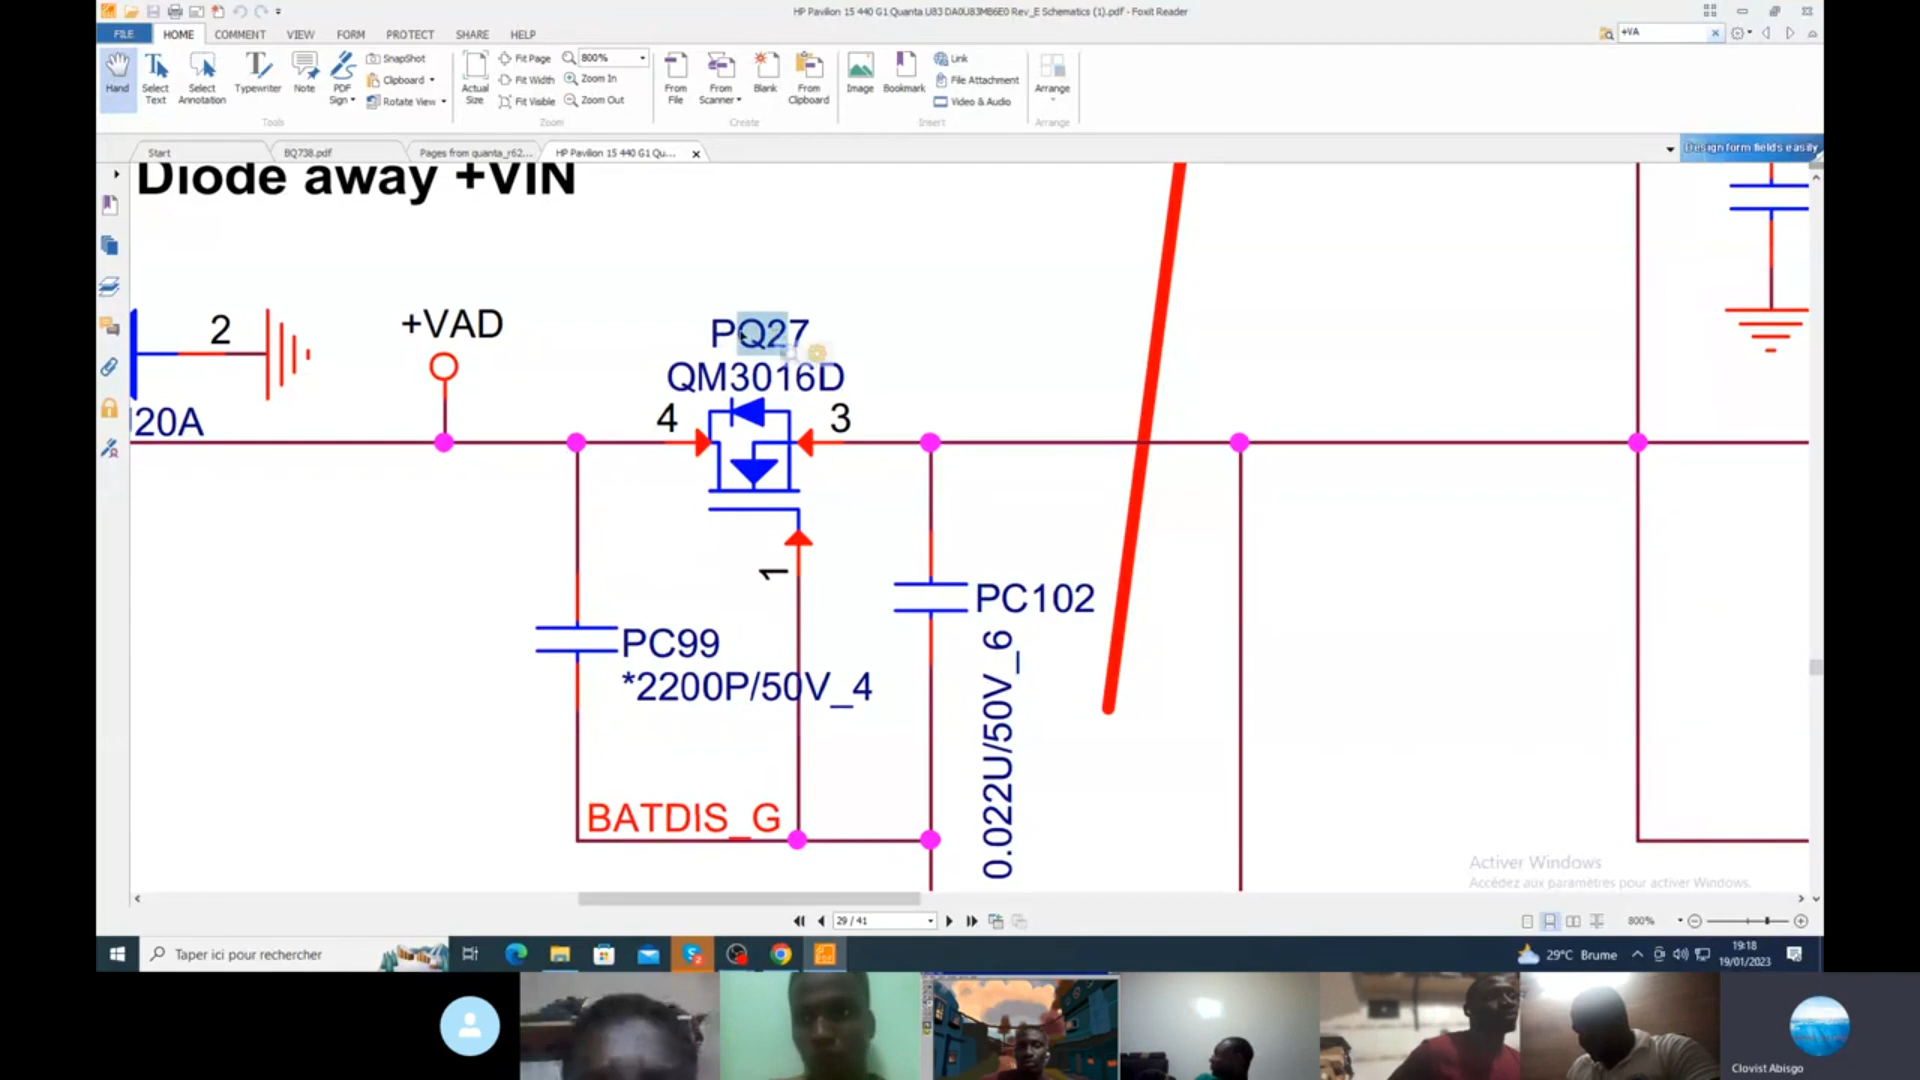 HP Pavilion 15 440 G1 Quanta U83 DA0U83MB6E0 Rev_E Schematics (1).pdf - Foxit Reader
FILE HOME COMMENT VIEW FORM PROTECT SHARE HELP +VA
Hand
Select Text
Select Annotation
SnapShot
Clipboard
Rotate View
Typewriter
Note
PDF Sign
Tools
Actual Size
Fit Page
Fit Width
Fit Visible
800%
Zoom In
Zoom Out
Zoom
From File
From Scanner
Blank
From Clipboard
Create
Image
Bookmark
Link
File Attachment
Video & Audio
Insert
Arrange
Arrange
Start
BQ738.pdf
Pages from quanta_r62...
HP Pavilion 15 440 G1 Qu...
Design form fields easily
Diode away +VIN
2
+VAD
PQ27
QM3016D
4
3
20A
1
PC99
*2200P/50V_4
PC102
0.022U/50V_6
BATDIS_G
Activer Windows
Accédez aux paramètres pour activer Windows.
29 / 41
800%
Taper ici pour rechercher
29°C Brume
19:18
19/01/2023
Clovist Abisgo